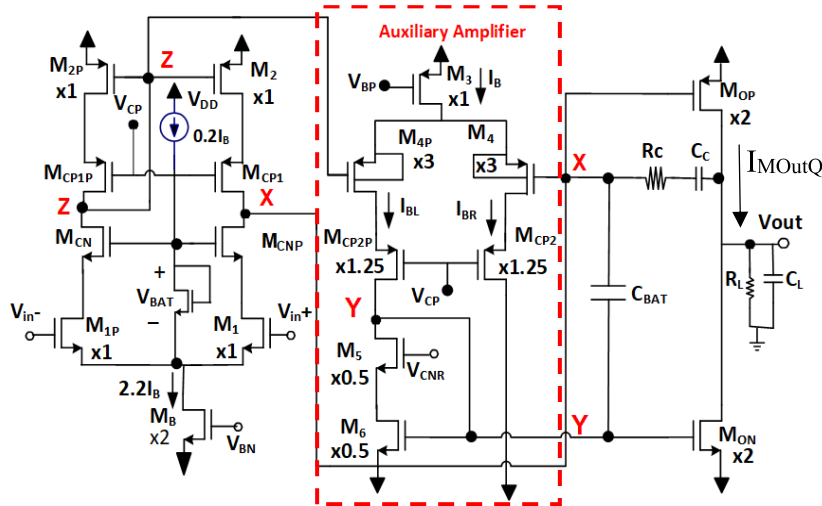 Auxiliary Amplifier
M2P
x1
Z
M2
x1
VCP
VDD
0.2IB
VBP
M3
x1
IB
MOP
x2
M4P
x3
M4
x3
X
Rc
CC
IMOutQ
MCP1P
MCP1
Z
X
IBL
IBR
Vout
MCN
MCNP
MCP2P
x1.25
MCP2
x1.25
VCP
CBAT
RL
CL
+
VBAT
−
Y
Vin-
Vin+
M1P
x1
M1
x1
M5
x0.5
VCNR
2.2IB
MB
x2
VBN
M6
x0.5
Y
MON
x2